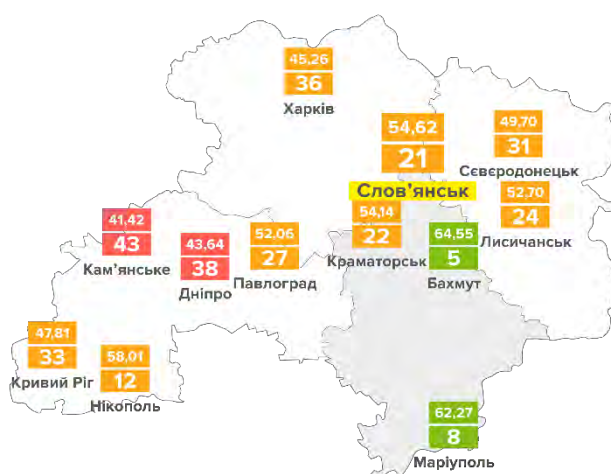 45,26
36
Харків
54,62
21
Слов’янськ
49,70
31
Сєвєродонецьк
52,70
24
Лисичанськ
54,14
22
Краматорськ
64,55
5
Бахмут
41,42
43
Кам’янське
43,64
38
Дніпро
52,06
27
Павлоград
47,81
33
Кривий Ріг
58,01
12
Нікополь
62,27
8
Маріуполь